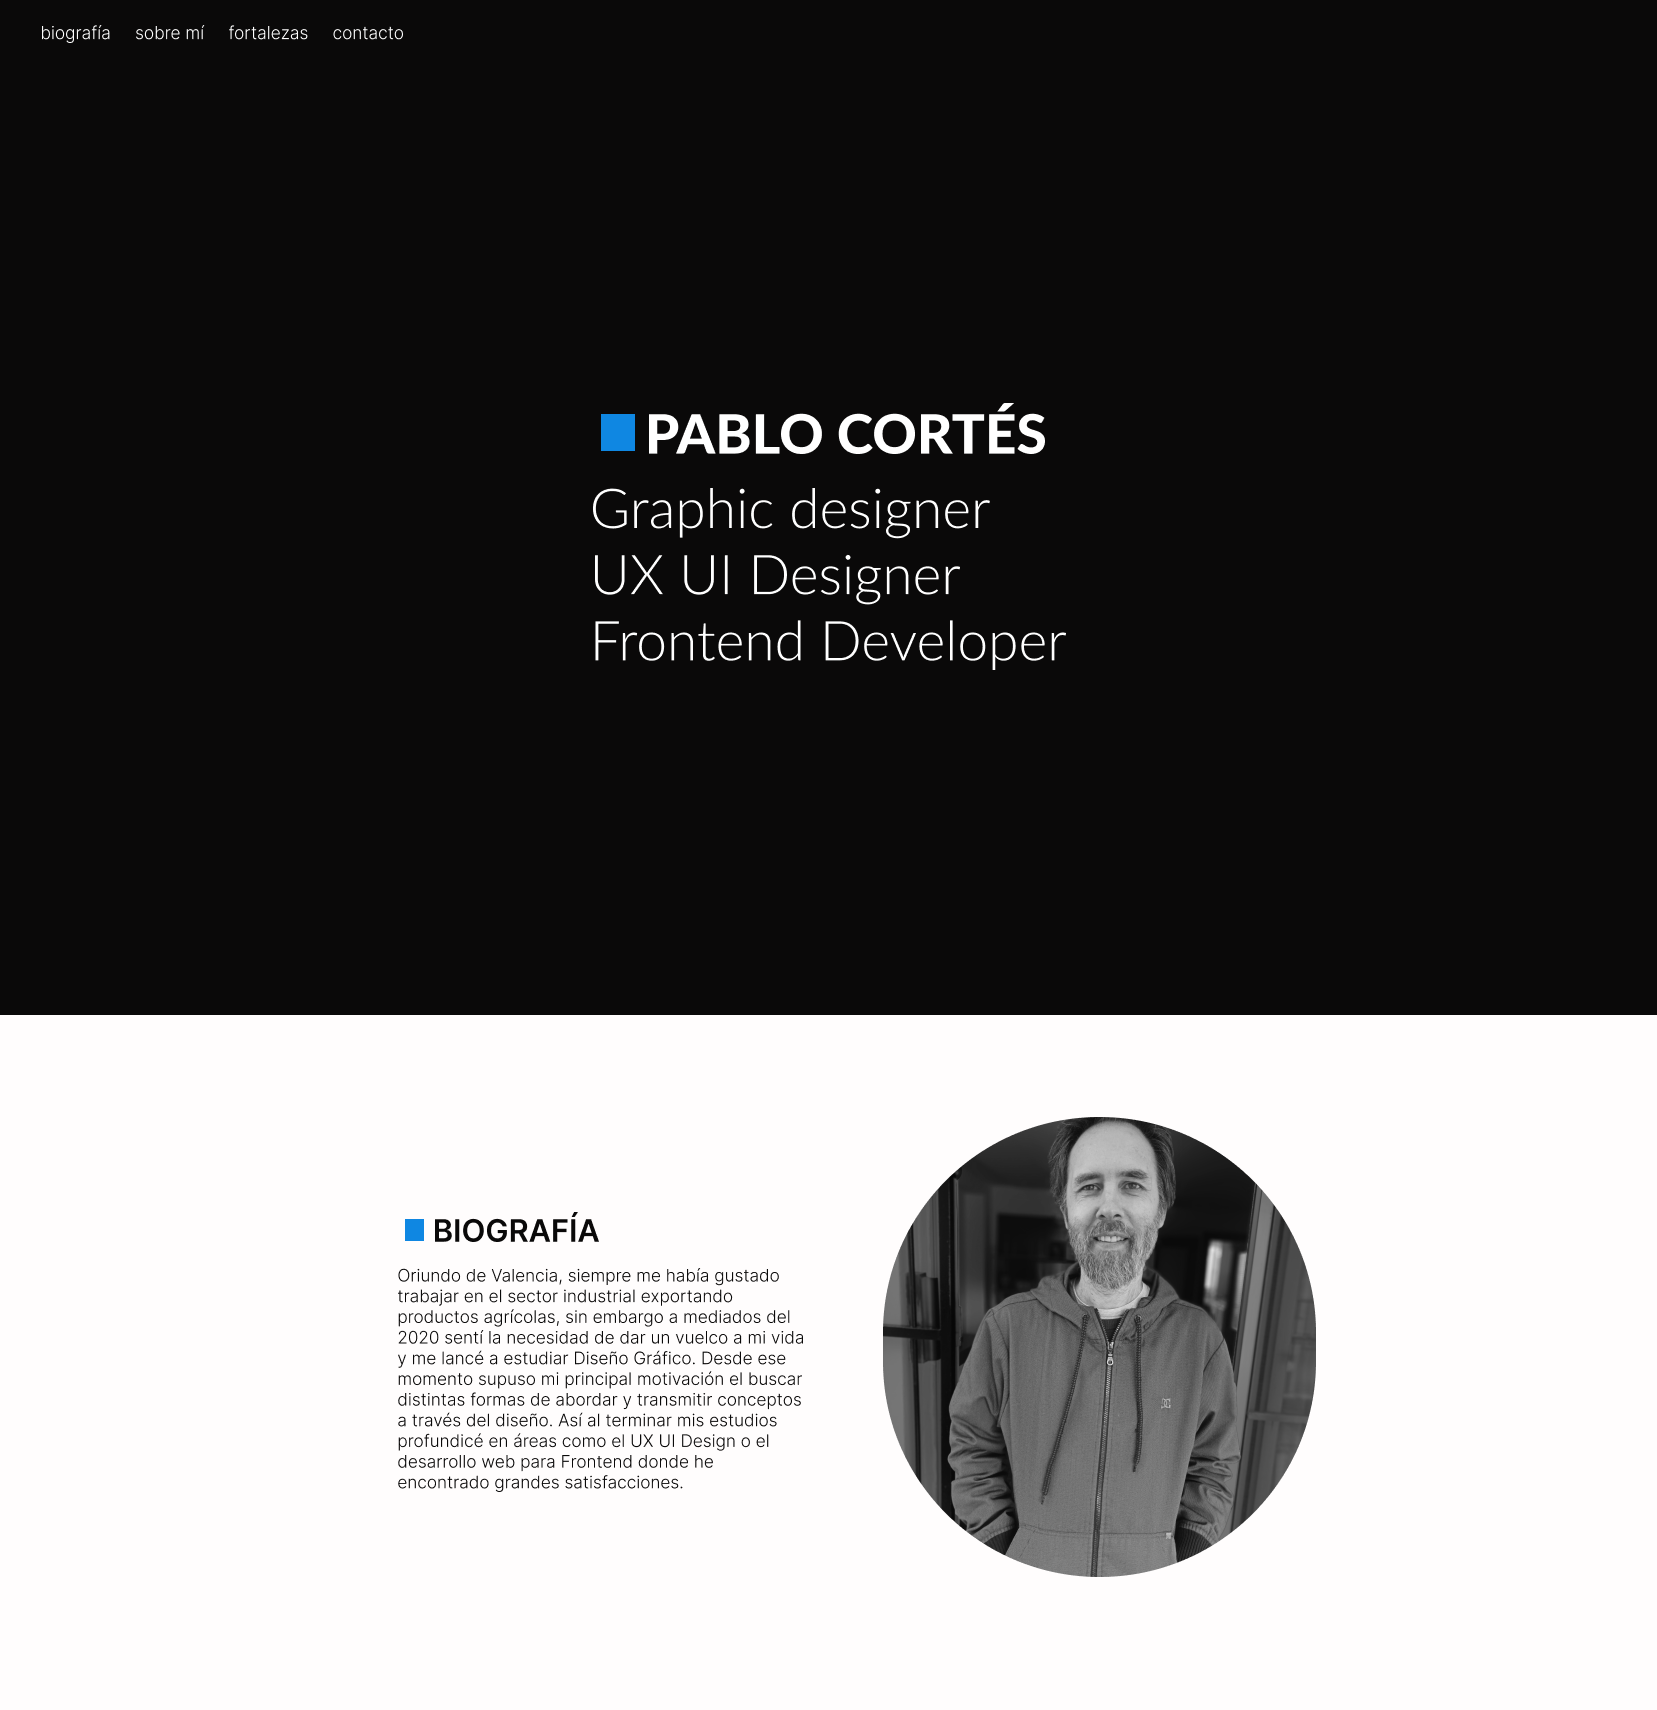 biografía sobre mí fortalezas contacto
PABLO CORTÉS
Graphic designer
UX UI Designer
Frontend Developer
BIOGRAFÍA
Oriundo de Valencia, siempre me había gustado
trabajar en el sector industrial exportando
productos agrícolas, sin embargo a mediados del
2020 sentí la necesidad de dar un vuelco a mi vida
y me lancé a estudiar Diseño Gráfico. Desde ese
momento supuso mi principal motivación el buscar
distintas formas de abordar y transmitir conceptos
a través del diseño. Así al terminar mis estudios
profundicé en áreas como el UX UI Design o el
desarrollo web para Frontend donde he
encontrado grandes satisfacciones.